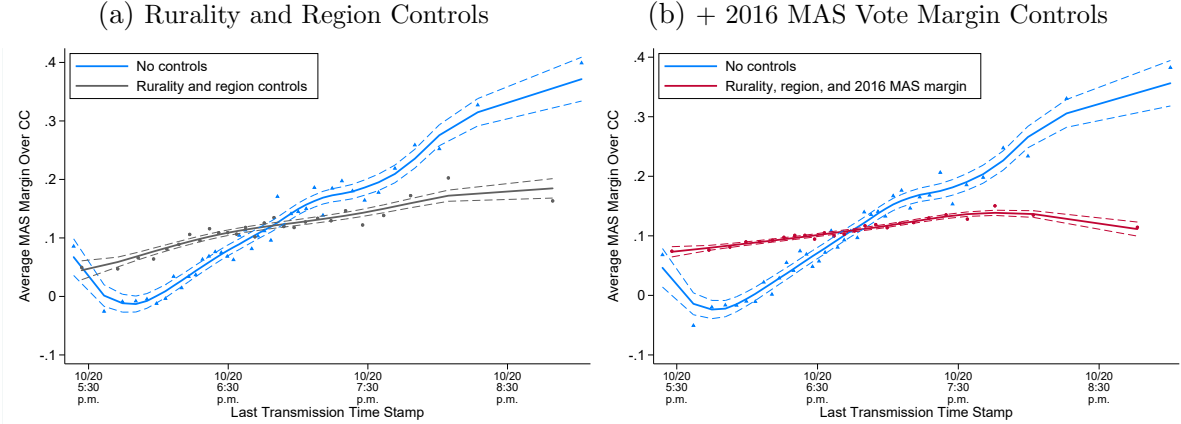 (a) Rurality and Region Controls
Average MAS Margin Over CC
.4
.3
.2
.1
0
-.1
No controls
Rurality and region controls
10/20 5:30 p.m.
10/20 6:30 p.m.
10/20 7:30 p.m.
10/20 8:30 p.m.
Last Transmission Time Stamp
(b) + 2016 MAS Vote Margin Controls
Average MAS Margin Over CC
.4
.3
.2
.1
0
-.1
No controls
Rurality, region, and 2016 MAS margin
10/20 5:30 p.m.
10/20 6:30 p.m.
10/20 7:30 p.m.
10/20 8:30 p.m.
Last Transmission Time Stamp